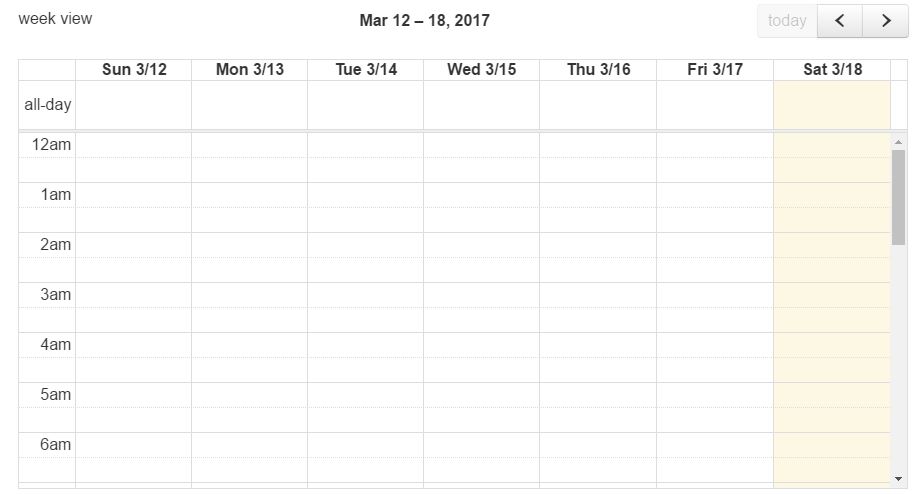 week view
Mar 12 – 18, 2017
today
Sun 3/12 Mon 3/13 Tue 3/14 Wed 3/15 Thu 3/16 Fri 3/17 Sat 3/18
all-day
12am
1am
2am
3am
4am
5am
6am